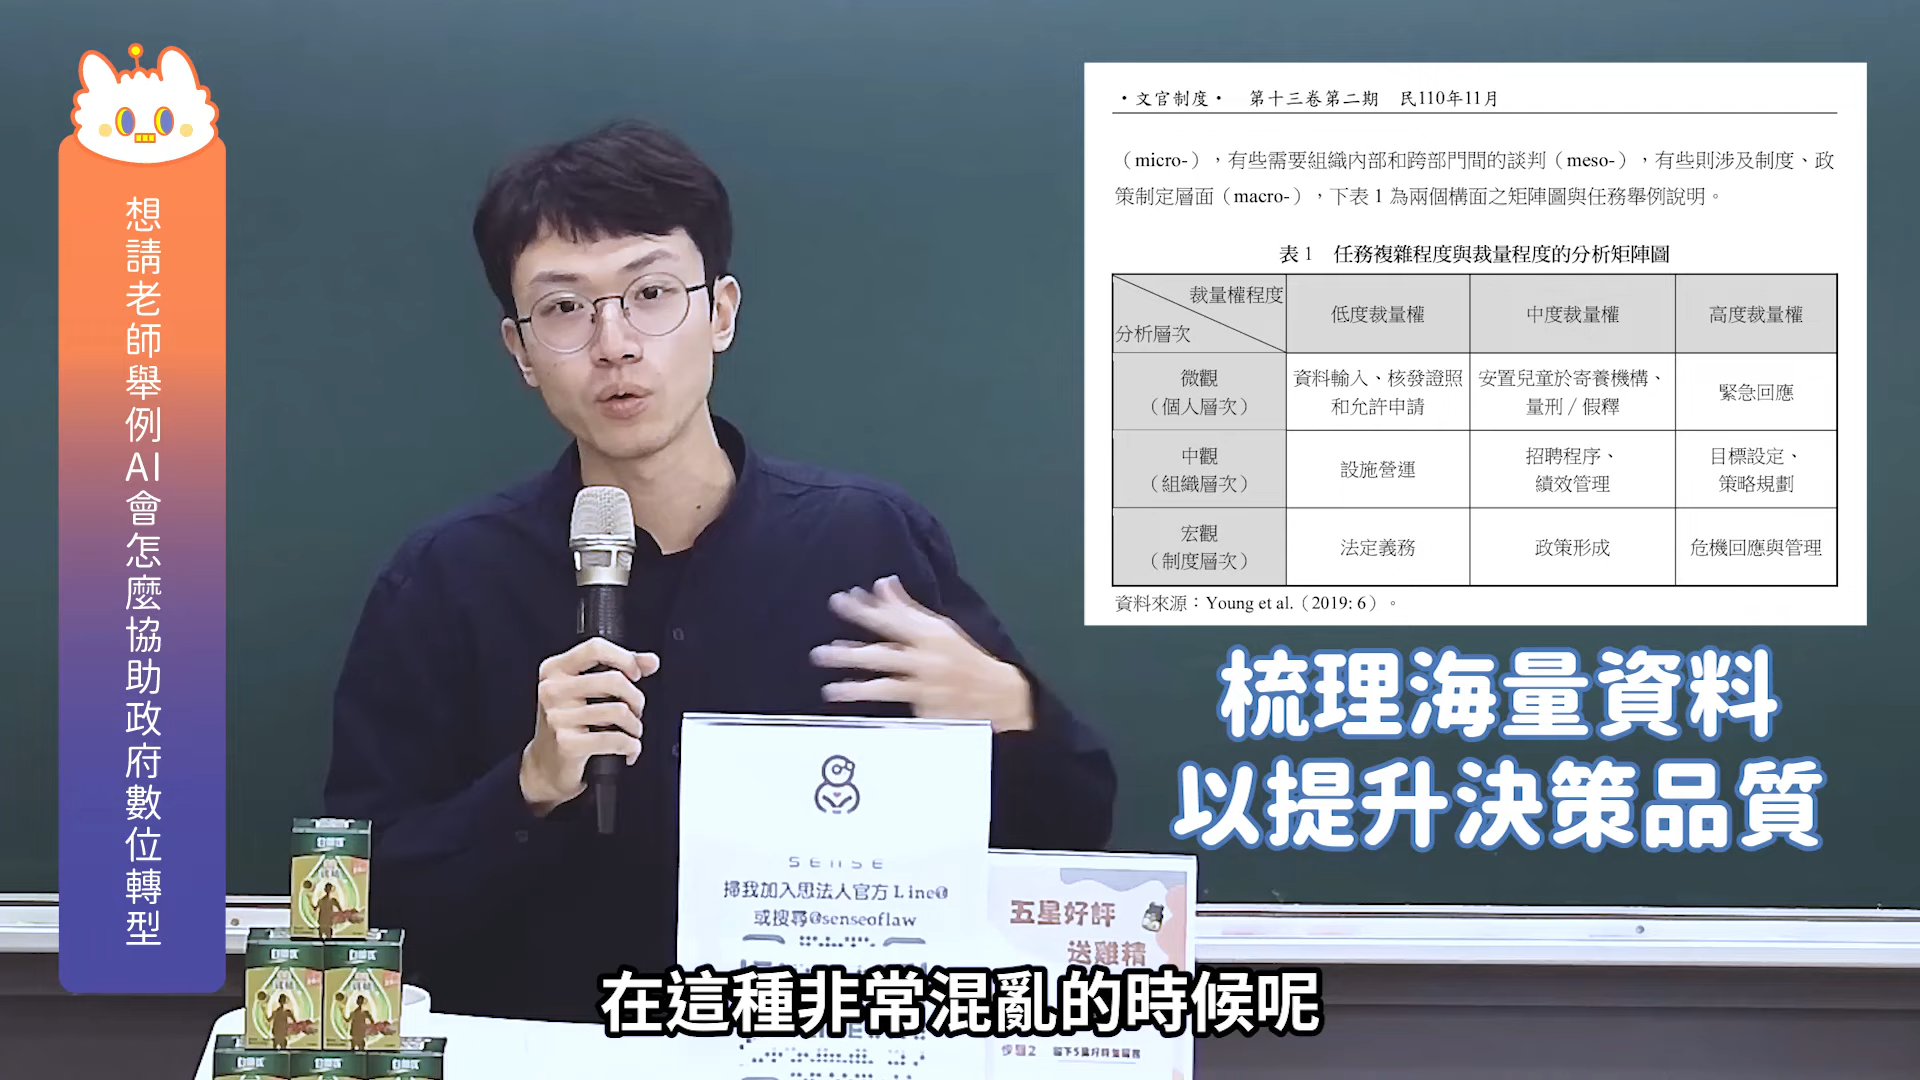 想請老師舉例AI會怎麼協助政府數位轉型
•文官制度• 第十三卷第二期 民110年11月
（micro-），有些需要組織內部和跨部門間的談判（meso-），有些則涉及制度、政
策制定層面（macro-），下表 1 為兩個構面之矩陣圖與任務舉例說明。
表 1 任務複雜程度與裁量程度的分析矩陣圖
裁量權程度
分析層次
低度裁量權
中度裁量權
高度裁量權
微觀
（個人層次）
資料輸入、核發證照
和允許申請
安置兒童於寄養機構、
量刑／假釋
緊急回應
中觀
（組織層次）
設施營運
招聘程序、
績效管理
目標設定、
策略規劃
宏觀
（制度層次）
法定義務
政策形成
危機回應與管理
資料來源：Young et al.（2019: 6）。
梳理海量資料
以提升決策品質
SENSE
掃我加入思法人官方Line@
或搜尋@senseoflaw
五星好評
送雞精
在這種非常混亂的時候呢
步驟2 留下5星好評並留言